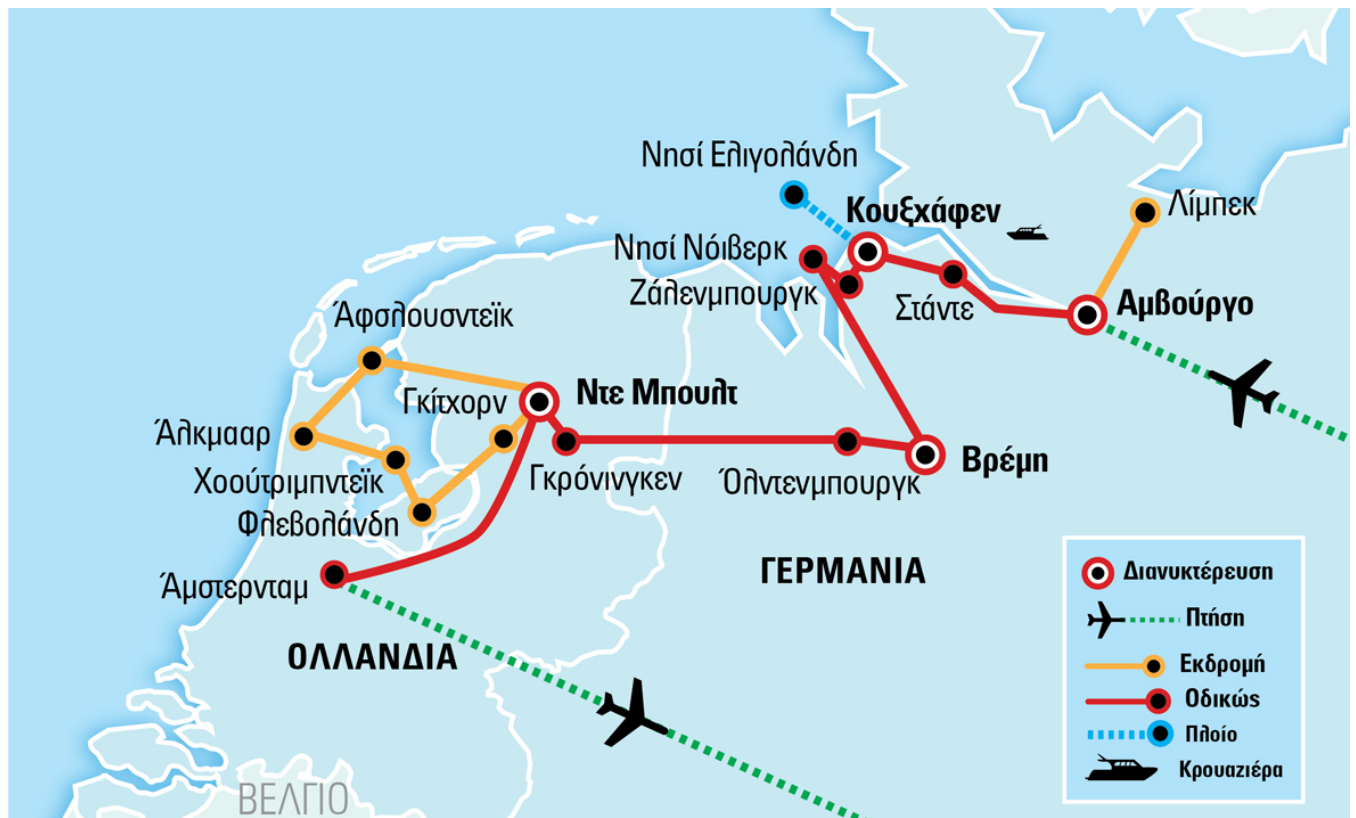 Νησί Ελιγολάνδη
Κουξχάφεν
Λίμπεκ
Νησί Νόιβερκ
Ζάλενμπουργκ
Στάντε
Αμβούργο
Άφσλουσντεϊκ
Γκίτχορν
Ντε Μπουλτ
Άλκμααρ
Χοούτριμπντεϊκ
Γκρόνινγκεν
Όλντενμπουργκ
Βρέμη
Φλεβολάνδη
Άμστερνταμ
ΓΕΡΜΑΝΙΑ
ΟΛΛΑΝΔΙΑ
ΒΕΛΓΙΟ
Διανυκτέρευση
Πτήση
Εκδρομή
Οδικώς
Πλοίο
Κρουαζιέρα